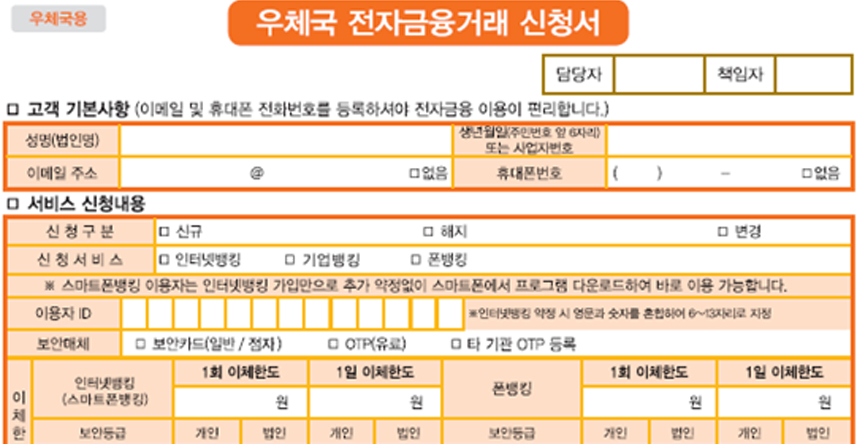 우체국용
우체국 전자금융거래 신청서
담당자 책임자
□ 고객 기본사항 (이메일 및 휴대폰 전화번호를 등록하셔야 전자금융 이용이 편리합니다.)
성명(법인명) 생년월일(주민번호 앞 6자리) 또는 사업자번호
이메일 주소 @ □없음 휴대폰번호 ( ) – □없음
□ 서비스 신청내용
신 청 구 분 □ 신규 □ 해지 □ 변경
신 청 서 비 스 □ 인터넷뱅킹 □ 기업뱅킹 □ 폰뱅킹
※ 스마트폰뱅킹 이용자는 인터넷뱅킹 가입만으로 추가 약정없이 스마트폰에서 프로그램 다운로드하여 바로 이용 가능합니다.
이용자 ID ※인터넷뱅킹 약정 시 영문과 숫자를 혼합하여 6~13자리로 지정
보안매체 □ 보안카드(일반 / 점자) □ OTP(유료) □ 타 기관 OTP 등록
이체한 인터넷뱅킹 (스마트폰뱅킹) 1회 이체한도 1일 이체한도 폰뱅킹 1회 이체한도 1일 이체한도
원 원 원 원
보안등급 개인 법인 개인 법인 보안등급 개인 법인 개인 법인